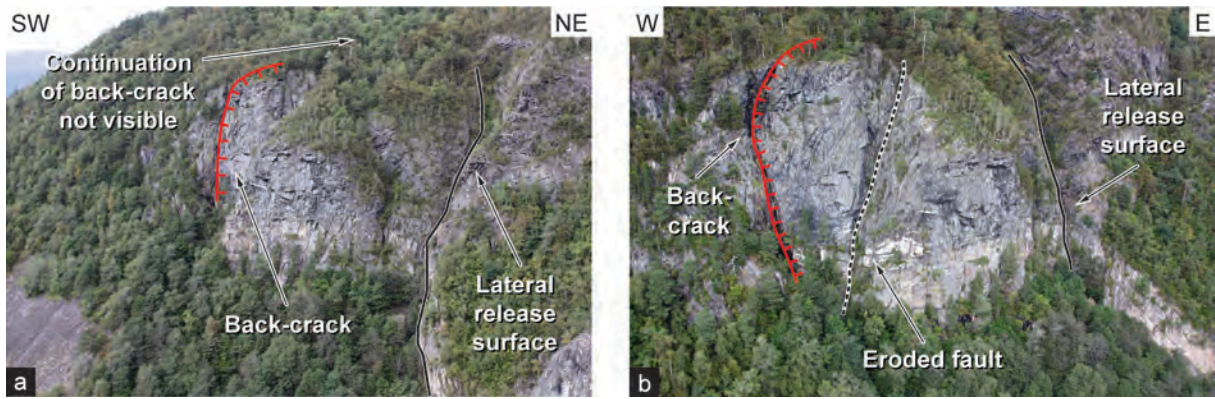 SW
NE
Continuation
of back-crack
not visible
Back-crack
Lateral
release
surface
a
W
E
Back-
crack
Lateral
release
surface
Eroded fault
b